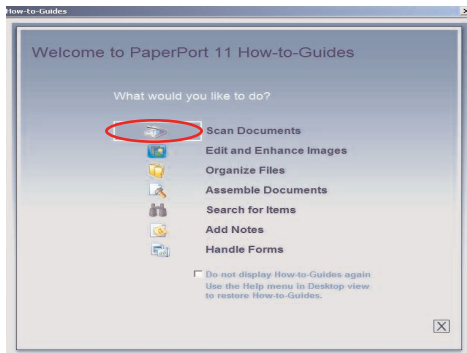 How-to-Guides
Welcome to PaperPort 11 How-to-Guides
What would you like to do?
Scan Documents
Edit and Enhance Images
Organize Files
Assemble Documents
Search for Items
Add Notes
Handle Forms
Do not display How-to-Guides again
Use the Help menu in Desktop view
to restore How-to-Guides.